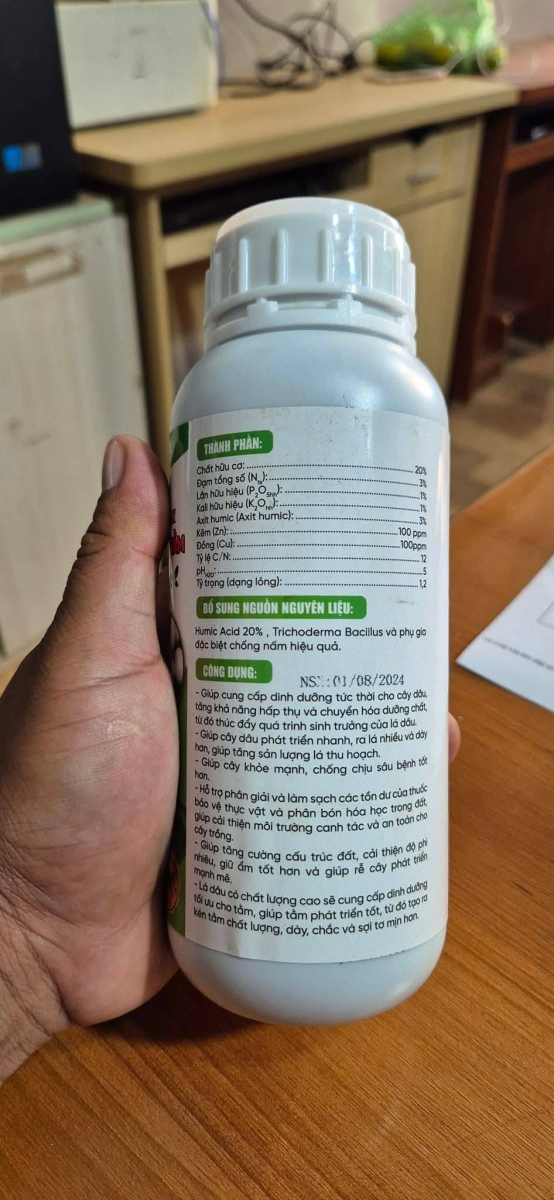 THÀNH PHẦN:
Chất hữu cơ: 20%
Đạm tổng số (Nts): 3%
Lân hữu hiệu (P2O5hh): 1%
Kali hữu hiệu (K2Ohh): 1%
Axit humic (Axit humic): 3%
Kẽm (Zn): 100 ppm
Đồng (Cu): 100ppm
Tỷ lệ C/N: 12
pHH2O: 5
Tỷ trọng (dạng lỏng): 1,2
BỔ SUNG NGUỒN NGUYÊN LIỆU:
Humic Acid 20% , Trichoderma Bacillus và phụ gia
đặc biệt chống nấm hiệu quả.
CÔNG DỤNG:
NSX: 01/08/2024
- Giúp cung cấp dinh dưỡng tức thời cho cây dâu,
tăng khả năng hấp thụ và chuyển hóa dưỡng chất,
từ đó thúc đẩy quá trình sinh trưởng của lá dâu.
- Giúp cây dâu phát triển nhanh, ra lá nhiều và dày
hơn, giúp tăng sản lượng lá thu hoạch.
- Giúp cây khỏe mạnh, chống chịu sâu bệnh tốt
hơn.
- Hỗ trợ phân giải và làm sạch các tồn dư của thuốc
bảo vệ thực vật và phân bón hóa học trong đất,
giúp cải thiện môi trường canh tác và an toàn cho
cây trồng.
- Giúp tăng cường cấu trúc đất, cải thiện độ phì
nhiêu, giữ ẩm tốt hơn và giúp rễ cây phát triển
mạnh mẽ.
- Lá dâu có chất lượng cao sẽ cung cấp dinh dưỡng
tối ưu cho tằm, giúp tằm phát triển tốt, từ đó tạo ra
kén tằm chất lượng, dày, chắc và sợi tơ mịn hơn.